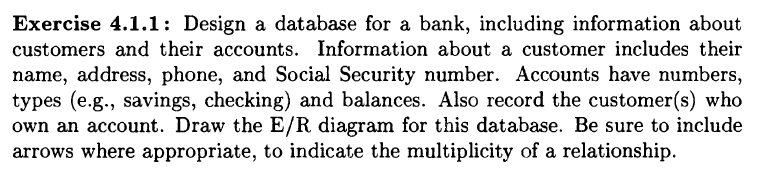 Exercise 4.1.1: Design a database for a bank, including information about
customers and their accounts. Information about a customer includes their
name, address, phone, and Social Security number. Accounts have numbers,
types (e.g., savings, checking) and balances. Also record the customer(s) who
own an account. Draw the E/R diagram for this database. Be sure to include
arrows where appropriate, to indicate the multiplicity of a relationship.